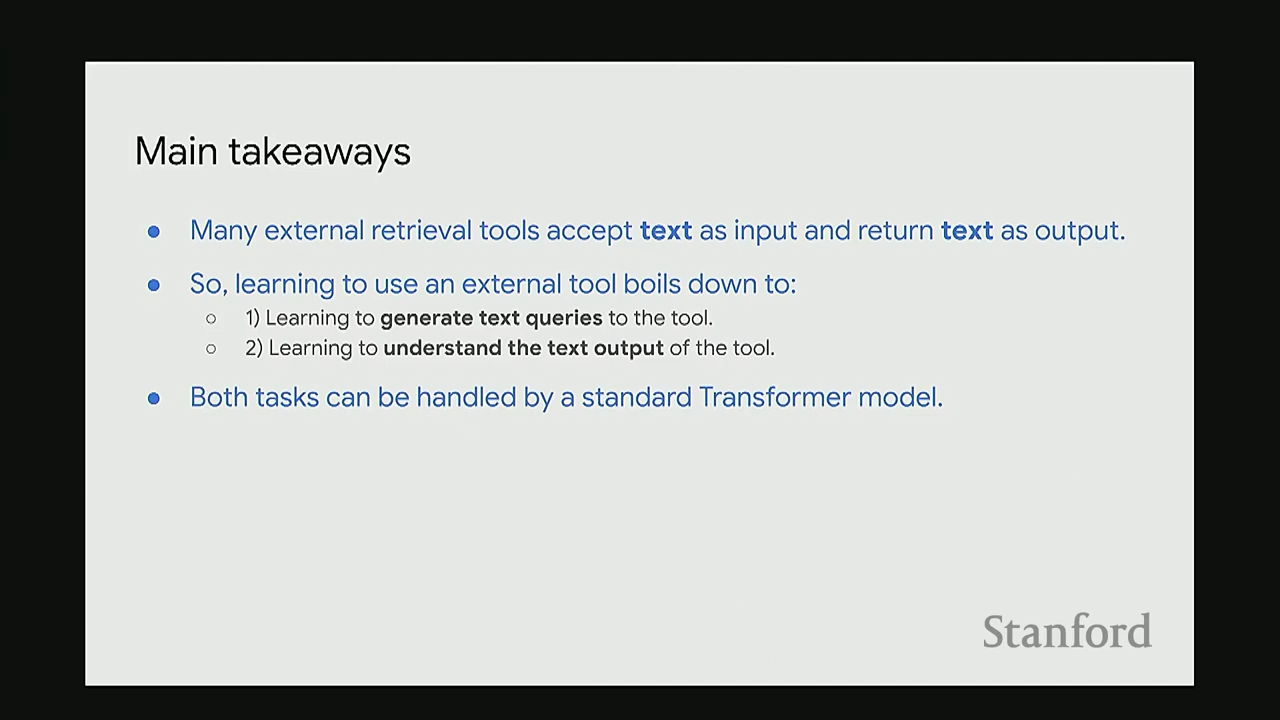 Main takeaways
● Many external retrieval tools accept text as input and return text as output.
● So, learning to use an external tool boils down to:
○ 1) Learning to generate text queries to the tool.
○ 2) Learning to understand the text output of the tool.
● Both tasks can be handled by a standard Transformer model.
Stanford